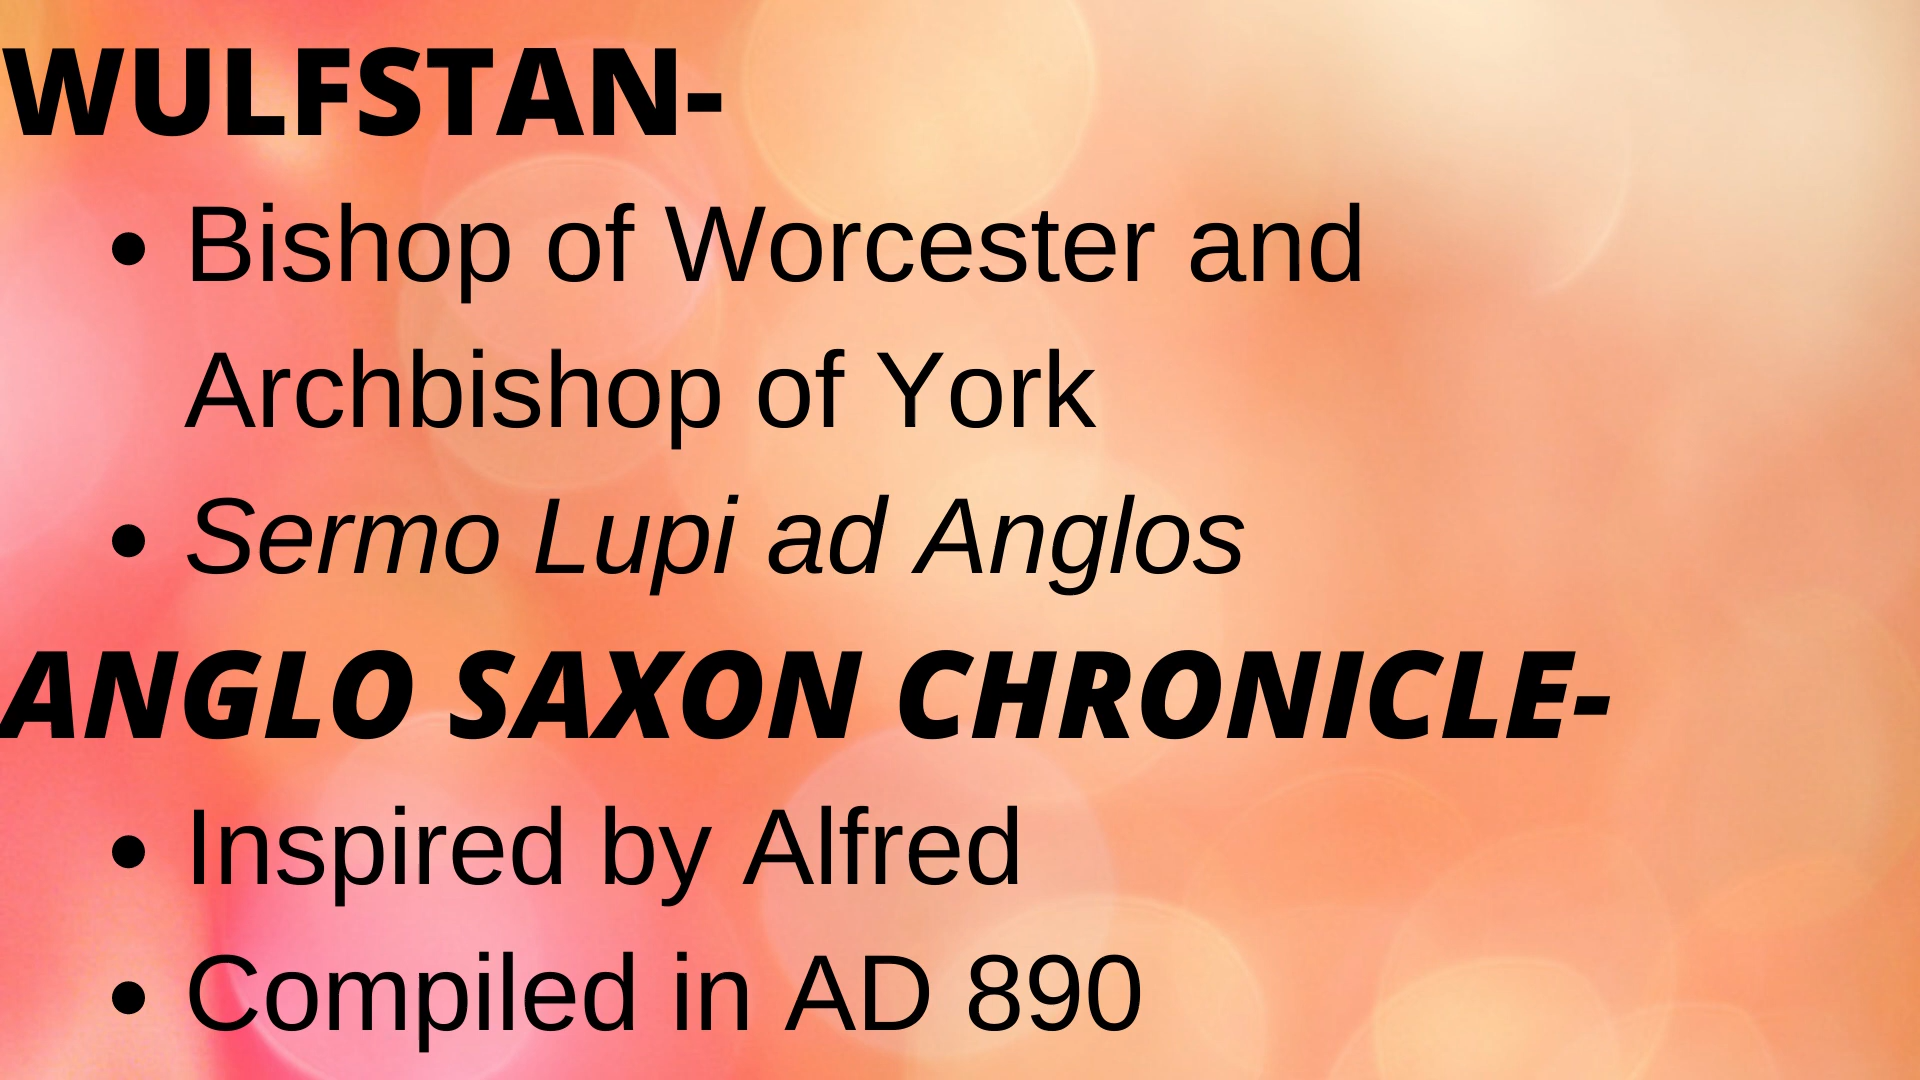 WULFSTAN-
• Bishop of Worcester and
Archbishop of York
• Sermo Lupi ad Anglos
ANGLO SAXON CHRONICLE-
• Inspired by Alfred
• Compiled in AD 890